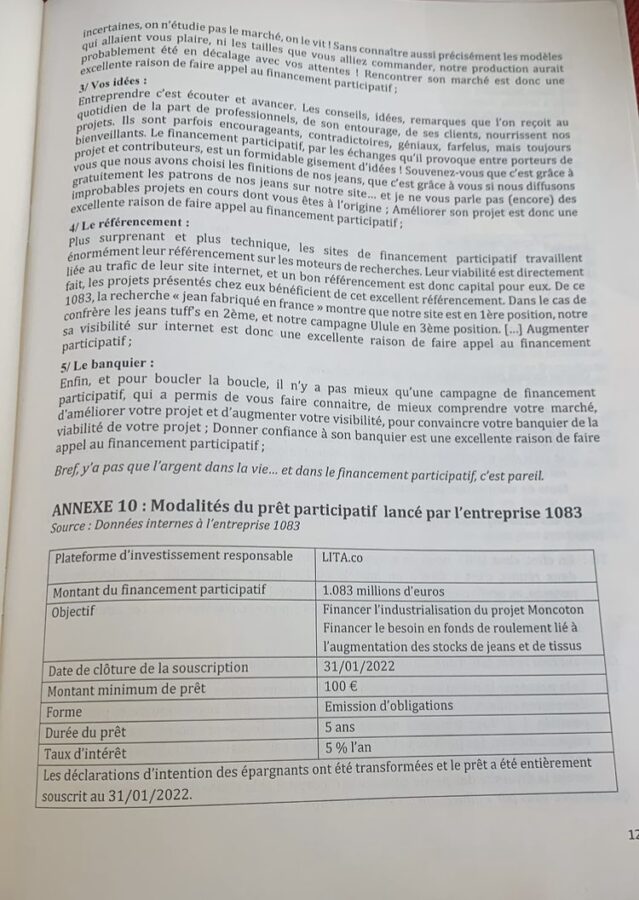 incertaines, on n'étudie pas le marché, on le vit ! Sans connaître aussi précisément les modèles
qui allaient vous plaire, ni les tailles que vous alliez commander, notre production aurait
probablement été en décalage avec vos attentes ! Rencontrer son marché est donc une
excellente raison de faire appel au financement participatif ;
3/ Vos idées :
Entreprendre c'est écouter et avancer. Les conseils, idées, remarques que l'on reçoit au
quotidien de la part de professionnels, de son entourage, de ses clients, nourrissent nos
projets. Ils sont parfois encourageants, contradictoires, géniaux, farfelus, mais toujours
bienveillants. Le financement participatif, par les échanges qu'il provoque entre porteurs de
projet et contributeurs, est un formidable gisement d'idées ! Souvenez-vous que c'est grâce à
vous que nous avons choisi les finitions de nos jeans, que c'est grâce à vous si nous diffusons
gratuitement les patrons de nos jeans sur notre site... et je ne vous parle pas (encore) des
improbables projets en cours dont vous êtes à l'origine ; Améliorer son projet est donc une
excellente raison de faire appel au financement participatif ;
4/ Le référencement :
Plus surprenant et plus technique, les sites de financement participatif travaillent
énormément leur référencement sur les moteurs de recherches. Leur viabilité est directement
liée au trafic de leur site internet, et un bon référencement est donc capital pour eux. De ce
fait, les projets présentés chez eux bénéficient de cet excellent référencement. Dans le cas de
1083, la recherche « jean fabriqué en france » montre que notre site est en 1ère position, notre
confrère les jeans tuff's en 2ème, et notre campagne Ulule en 3ème position. [...] Augmenter
sa visibilité sur internet est donc une excellente raison de faire appel au financement
participatif ;
5/ Le banquier :
Enfin, et pour boucler la boucle, il n'y a pas mieux qu'une campagne de financement
participatif, qui a permis de vous faire connaitre, de mieux comprendre votre marché,
d'améliorer votre projet et d'augmenter votre visibilité, pour convaincre votre banquier de la
viabilité de votre projet ; Donner confiance à son banquier est une excellente raison de faire
appel au financement participatif ;
Bref, y'a pas que l'argent dans la vie... et dans le financement participatif, c'est pareil.
ANNEXE 10 : Modalités du prêt participatif lancé par l'entreprise 1083
Source : Données internes à l'entreprise 1083
Plateforme d'investissement responsable LITA.co
Montant du financement participatif 1.083 millions d'euros
Objectif Financer l'industrialisation du projet Moncoton
Financer le besoin en fonds de roulement lié à
l'augmentation des stocks de jeans et de tissus
Date de clôture de la souscription 31/01/2022
Montant minimum de prêt 100 €
Forme Emission d'obligations
Durée du prêt 5 ans
Taux d'intérêt 5 % l'an
Les déclarations d'intention des épargnants ont été transformées et le prêt a été entièrement
souscrit au 31/01/2022.